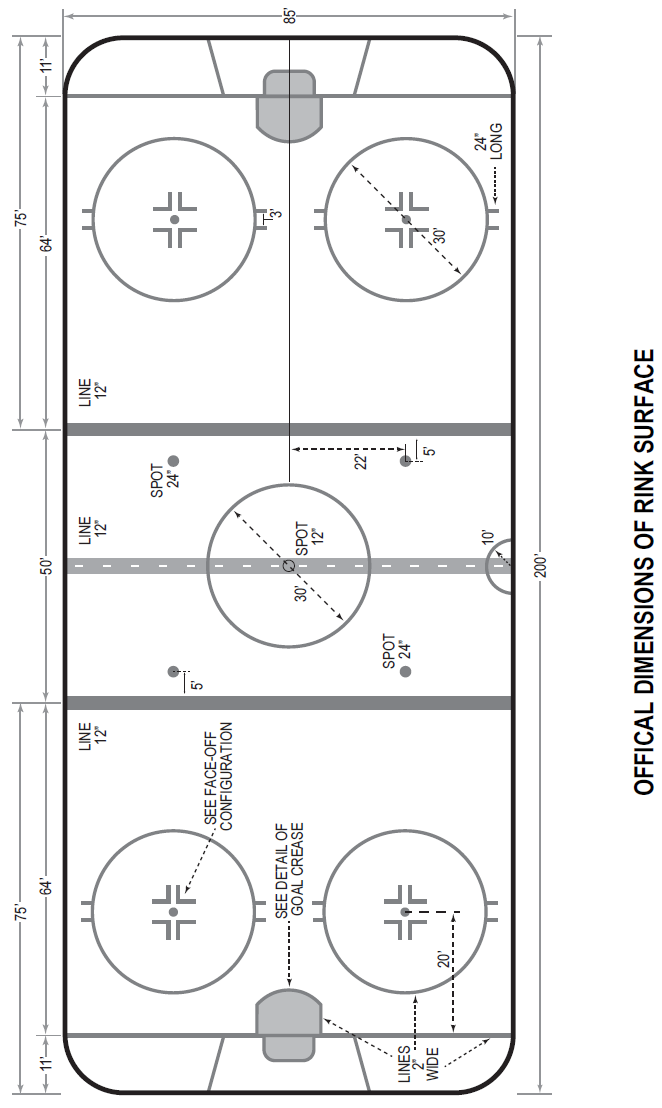 75'
75'
11'
64'
50'
64'
11'
LINE
12"
LINE
12"
LINE
12"
SPOT
24"
5'
SEE FACE-OFF
CONFIGURATION
3'
SEE DETAIL OF
GOAL CREASE
85'
30'
SPOT
12"
22'
SPOT
24"
LINES
2"
WIDE
5'
30'
20'
10'
24"
LONG
200'
OFFICAL DIMENSIONS OF RINK SURFACE